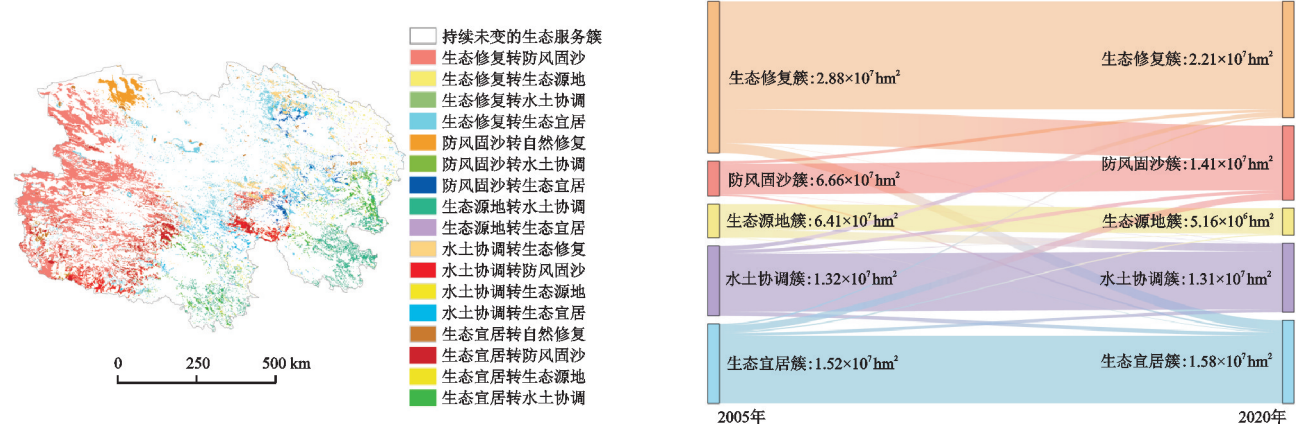 持续未变的生态服务簇
生态修复转防风固沙
生态修复转生态源地
生态修复转水土协调
生态修复转生态宜居
防风固沙转自然修复
防风固沙转水土协调
防风固沙转生态宜居
生态源地转水土协调
生态源地转生态宜居
水土协调转生态修复
水土协调转防风固沙
水土协调转生态源地
水土协调转生态宜居
生态宜居转自然修复
生态宜居转防风固沙
生态宜居转生态源地
生态宜居转水土协调
0 250 500 km
生态修复簇:2.88×10⁷hm²
防风固沙簇:6.66×10⁷hm²
生态源地簇:6.41×10⁷hm²
水土协调簇:1.32×10⁷hm²
生态宜居簇:1.52×10⁷hm²
2005年
生态修复簇:2.21×10⁷hm²
防风固沙簇:1.41×10⁷hm²
生态源地簇:5.16×10⁶hm²
水土协调簇:1.31×10⁷hm²
生态宜居簇:1.58×10⁷hm²
2020年